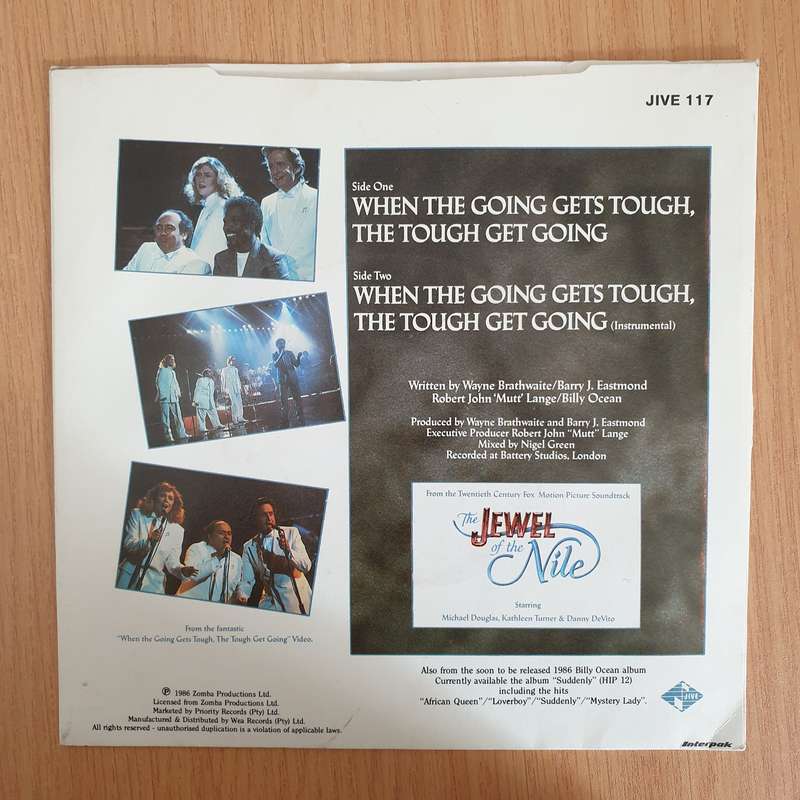 JIVE 117
Side One
WHEN THE GOING GETS TOUGH,
THE TOUGH GET GOING
Side Two
WHEN THE GOING GETS TOUGH,
THE TOUGH GET GOING (Instrumental)
Written by Wayne Brathwaite/Barry J. Eastmond
Robert John 'Mutt' Lange/Billy Ocean
Produced by Wayne Brathwaite and Barry J. Eastmond
Executive Producer Robert John "Mutt" Lange
Mixed by Nigel Green
Recorded at Battery Studios, London
From the Twentieth Century Fox Motion Picture Soundtrack
The JEWEL
of the
Nile
Starring
Michael Douglas, Kathleen Turner & Danny DeVito
From the fantastic
"When the Going Gets Tough, The Tough Get Going" Video.
Also from the soon to be released 1986 Billy Ocean album
Currently available the album "Suddenly" (HIP 12)
including the hits
"African Queen"/"Loverboy"/"Suddenly"/"Mystery Lady".
JIVE
℗ 1986 Zomba Productions Ltd.
Licensed from Zomba Productions Ltd.
Marketed by Priority Records (Pty) Ltd.
Manufactured & Distributed by Wea Records (Pty) Ltd.
All rights reserved - unauthorised duplication is a violation of applicable laws.
Interpak